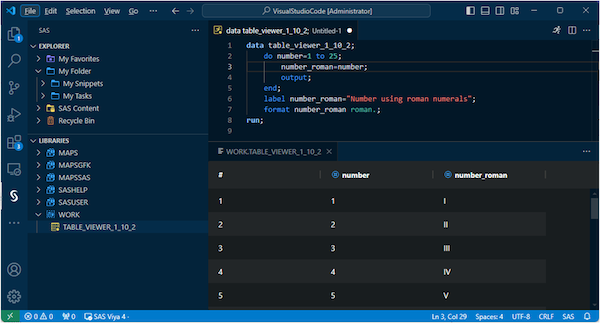 File Edit Selection View Go ... VisualStudioCode [Administrator]
SAS ...
data table_viewer_1_10_2; Untitled-1
EXPLORER
My Favorites
My Folder
My Snippets
My Tasks
SAS Content
Recycle Bin
LIBRARIES
MAPS
MAPSGFK
MAPSSAS
SASHELP
SASUSER
WORK
TABLE_VIEWER_1_10_2
1 data table_viewer_1_10_2;
2 do number=1 to 25;
3 number_roman=number;
4 output;
5 end;
6 label number_roman="Number using roman numerals";
7 format number_roman roman.;
8 run;
9
WORK.TABLE_VIEWER_1_10_2
# number number_roman
1 1 I
2 2 II
3 3 III
4 4 IV
5 5 V
1
3
0 0 0 SAS Viya 4 - Ln 3, Col 29 Spaces: 4 UTF-8 CRLF SAS